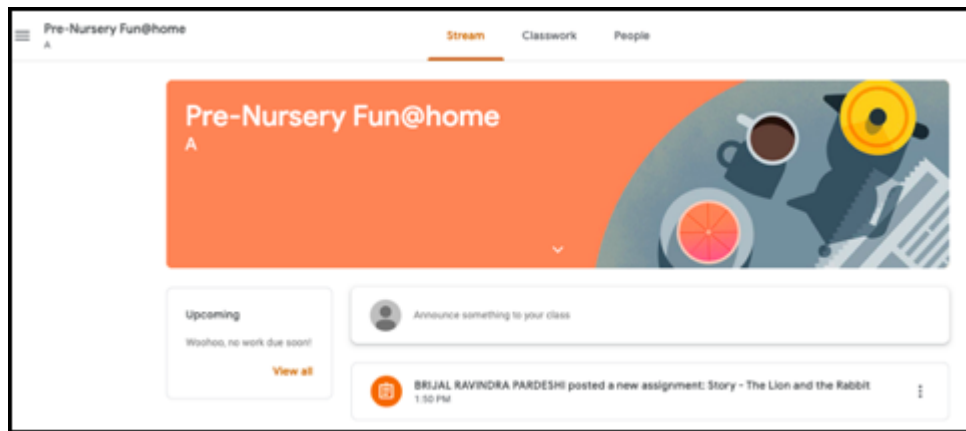 Pre-Nursery Fun@home
A
Stream Classwork People
Pre-Nursery Fun@home
A
Upcoming
Woohoo, no work due soon!
View all
Announce something to your class
BRIJAL RAVINDRA PARDESHI posted a new assignment: Story - The Lion and the Rabbit
1:50 PM